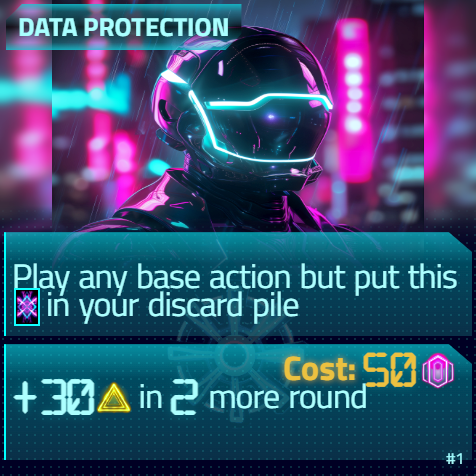 DATA PROTECTION
Play any base action but put this
in your discard pile
Cost: 50
+30 in 2 more round
#1